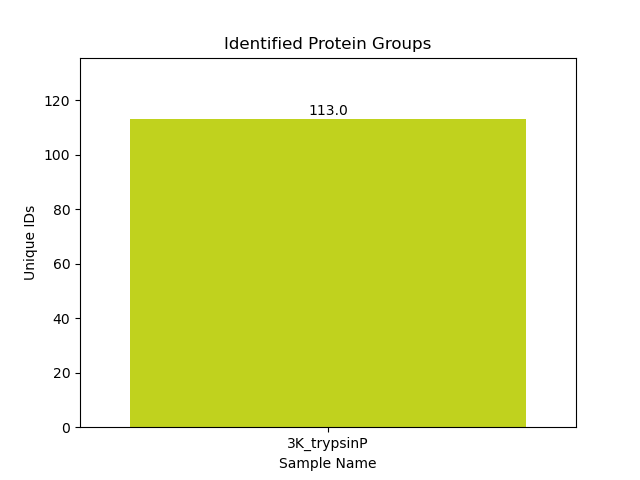 Identified Protein Groups
113.0
120
100
80
60
40
20
0
Unique IDs
3K_trypsinP
Sample Name